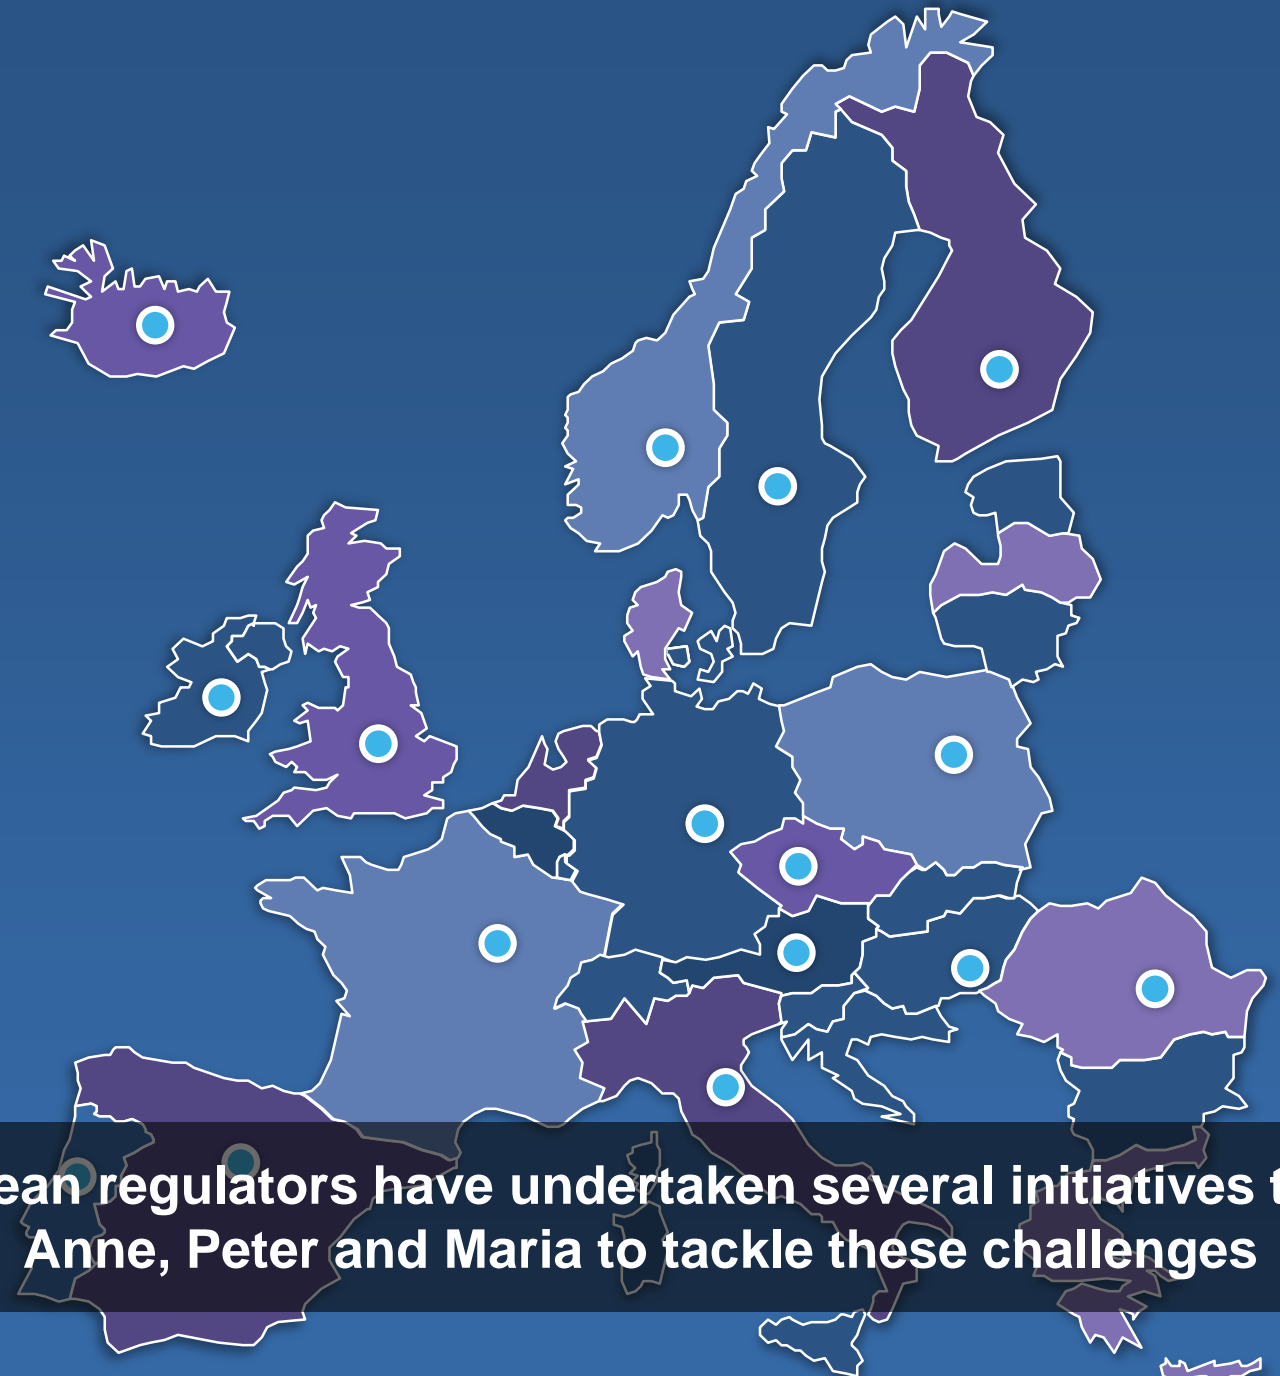 ean regulators have undertaken several initiatives t
Anne, Peter and Maria to tackle these challenges